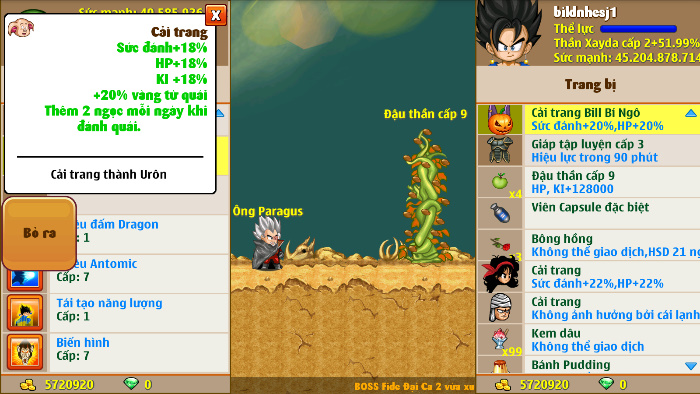 Sức mạnh: 40.585.936
X
Cải trang
Sức đánh+18%
HP+18%
KI +18%
+20% vàng từ quái
Thêm 2 ngọc mỗi ngày khi
đánh quái.
Cải trang thành Urôn
Bỏ ra
đấm Dragon
1
Antomic
Cấp: 7
Tái tạo năng lượng
Cấp: 1
Biến hình
Cấp: 7
5720920
0
Đậu thần cấp 9
Ông Paragus
BOSS Fide Đại Ca 2 vừa xu
bikdnhesj1
Thể lực
Thần Xayda cấp 2+51.99%
Sức mạnh: 45.204.878.714
Trang bị
Cải trang Bill Bí Ngô
Sức đánh+20%,HP+20%
Giáp tập luyện cấp 3
Hiệu lực trong 90 phút
Đậu thần cấp 9
HP, KI+128000
x4
Viên Capsule đặc biệt
Bông hồng
Không thể giao dịch,HSD 21 ng
Cải trang
Sức đánh+22%,HP+22%
Cải trang
Không ảnh hưởng bởi cái lạnh
Kem dâu
Không thể giao dịch
x99
Bánh Pudding
5720920
0